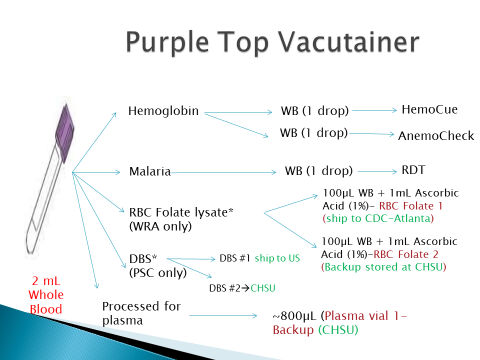 Purple Top Vacutainer
Hemoglobin
WB (1 drop)
HemoCue
WB (1 drop)
AnemoCheck
Malaria
WB (1 drop)
RDT
RBC Folate lysate*
(WRA only)
100µL WB + 1mL Ascorbic
Acid (1%)- RBC Folate 1
(ship to CDC-Atlanta)
100µL WB + 1mL Ascorbic
Acid (1%)-RBC Folate 2
(Backup stored at CHSU)
DBS*
(PSC only)
DBS #1 ship to US
DBS #2→CHSU
2 mL
Whole
Blood
Processed for
plasma
~800µL (Plasma vial 1-
Backup (CHSU)